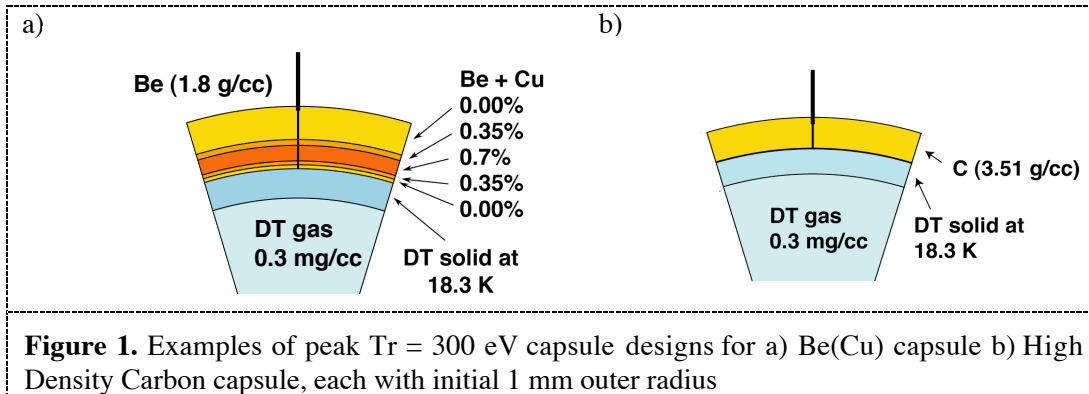 a)
Be (1.8 g/cc)
Be + Cu
0.00%
0.35%
0.7%
0.35%
0.00%
DT gas
0.3 mg/cc
DT solid at
18.3 K
b)
C (3.51 g/cc)
DT solid at
18.3 K
DT gas
0.3 mg/cc
Figure 1. Examples of peak Tr = 300 eV capsule designs for a) Be(Cu) capsule b) High
Density Carbon capsule, each with initial 1 mm outer radius